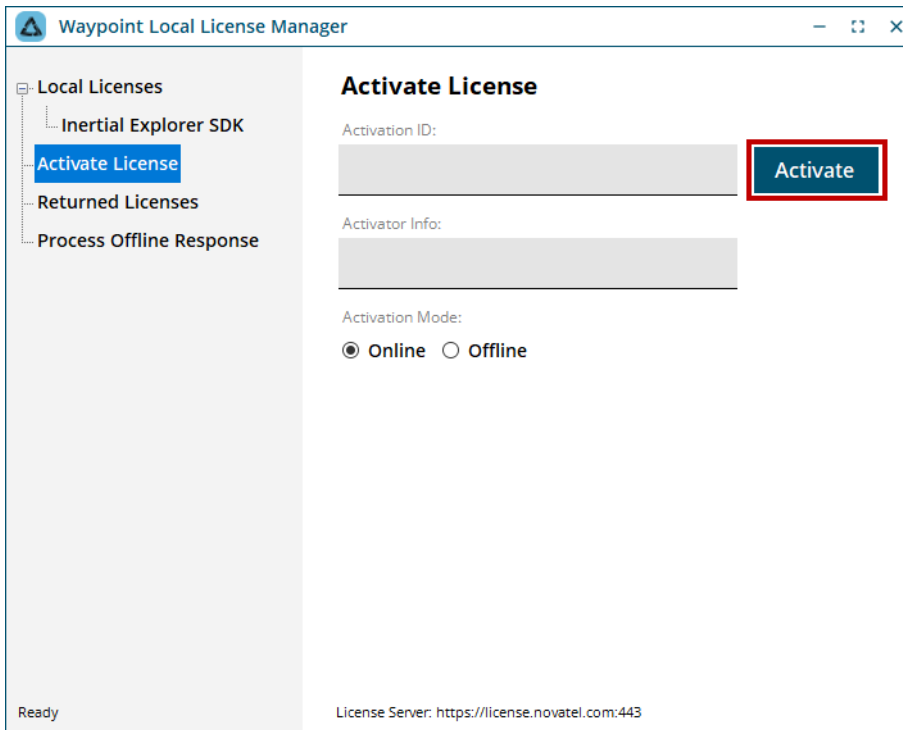 Waypoint Local License Manager
Local Licenses
Inertial Explorer SDK
Activate License
Returned Licenses
Process Offline Response
Activate License
Activation ID:
Activate
Activator Info:
Activation Mode:
Online Offline
Ready
License Server: https://license.novatel.com:443